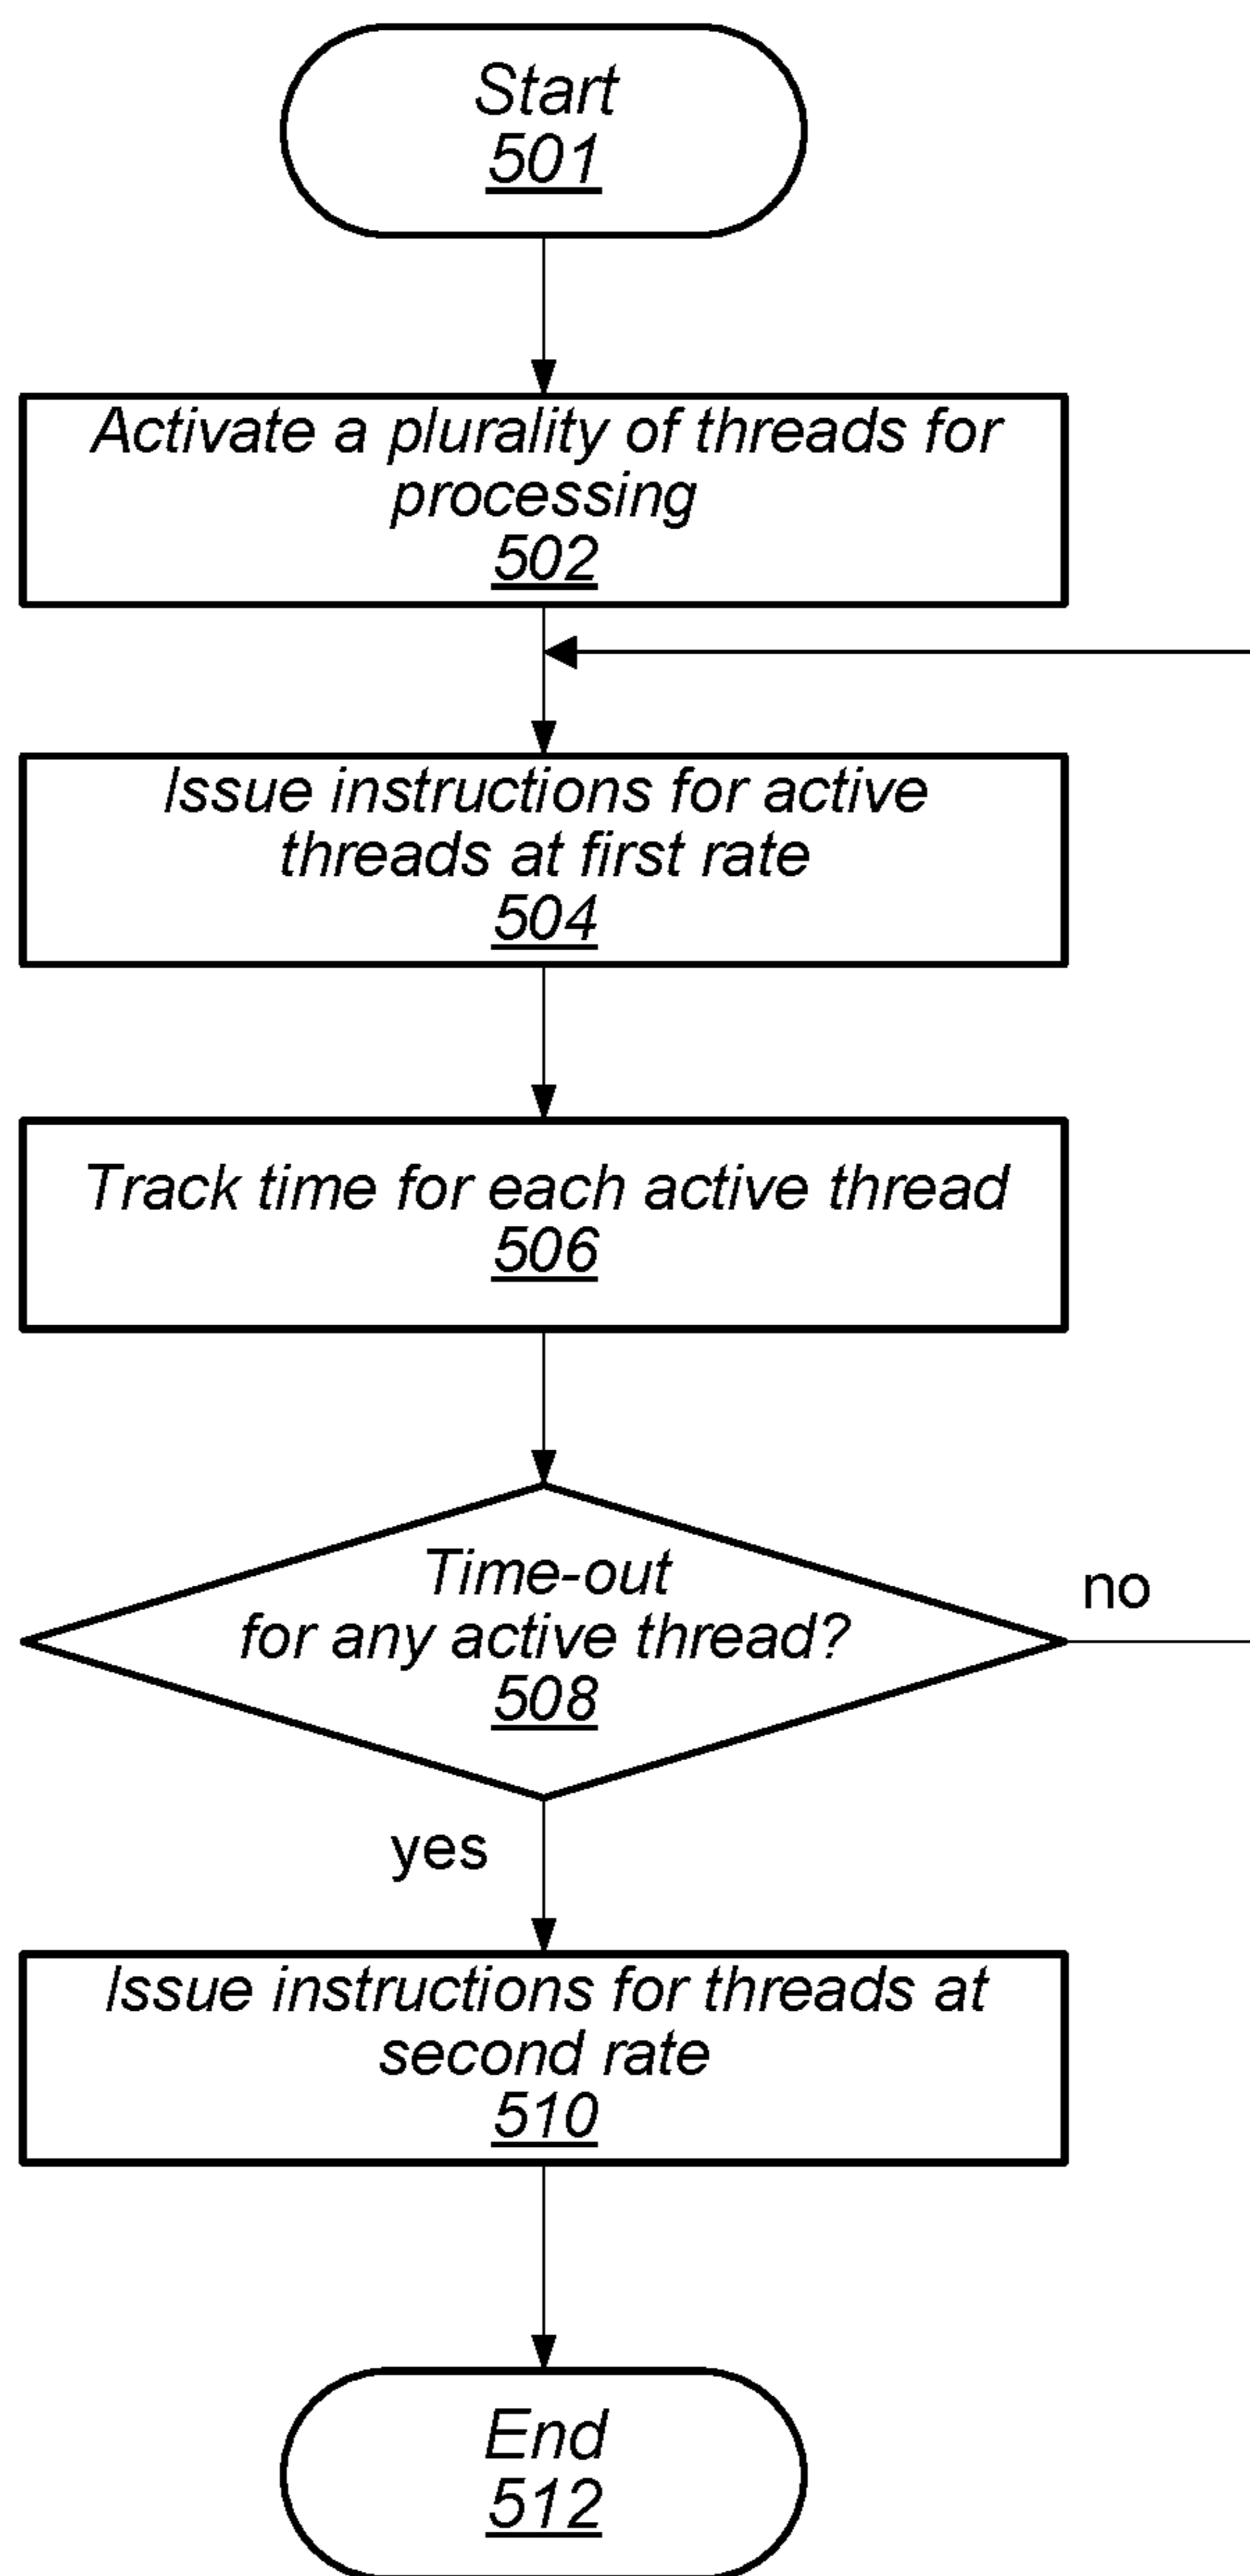 Start
501
Activate a plurality of threads for
processing
502
Issue instructions for active
threads at first rate
504
Track time for each active thread
506
Time-out
for any active thread?
508
no
yes
Issue instructions for threads at
second rate
510
End
512